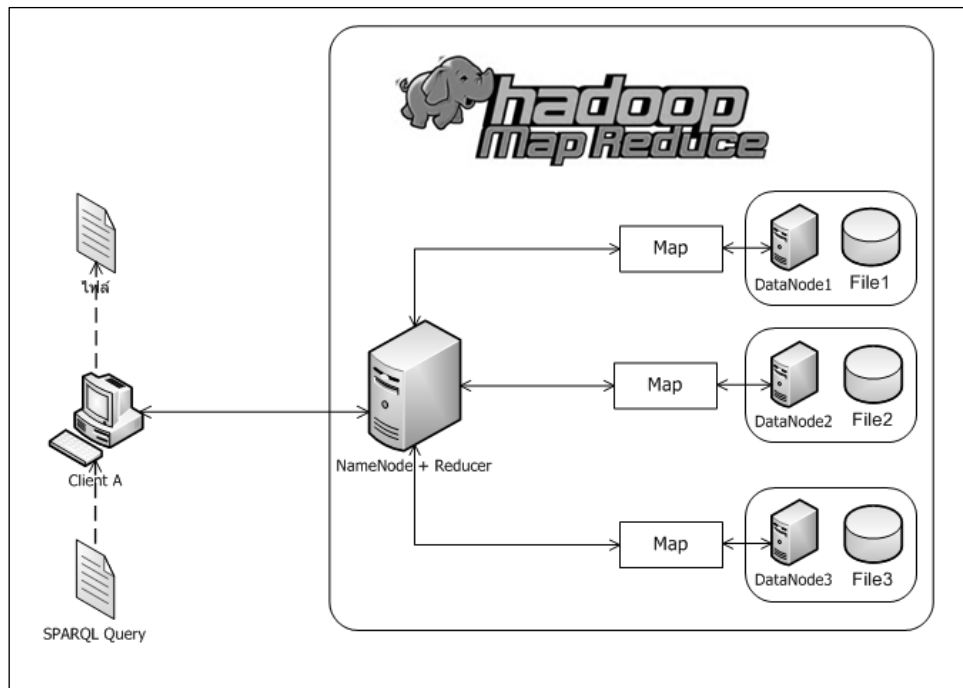 hadoop
Map Reduce
ไฟล์
Client A
SPARQL Query
NameNode + Reducer
Map
DataNode1
File1
Map
DataNode2
File2
Map
DataNode3
File3